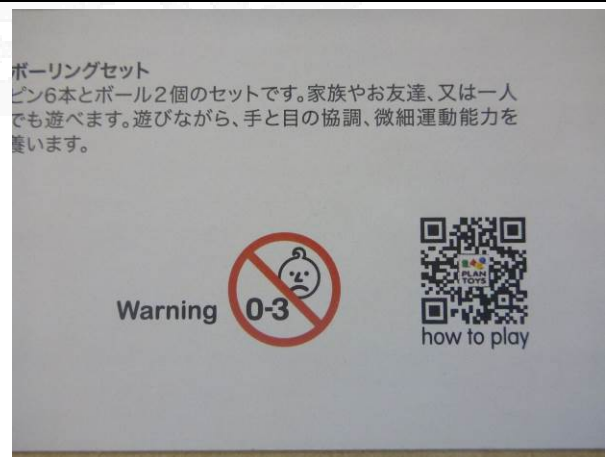 ボーリングセット
ピン6本とボール2個のセットです。家族やお友達、又は一人
でも遊べます。遊びながら、手と目の協調、微細運動能力を
養います。
Warning
0-3
PLAN
TOYS
how to play